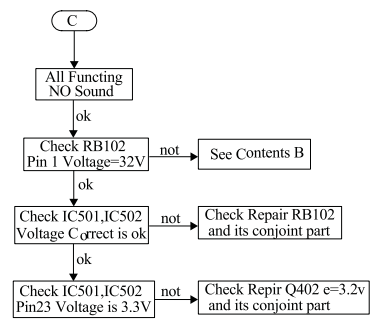 C
All Functing
NO Sound
ok
Check RB102
Pin 1 Voltage=32V
not
See Contents B
ok
Check IC501,IC502
Voltage Correct is ok
not
Check Repair RB102
and its conjoint part
ok
Check IC501,IC502
Pin23 Voltage is 3.3V
not
Check Repir Q402 e=3.2v
and its conjoint part